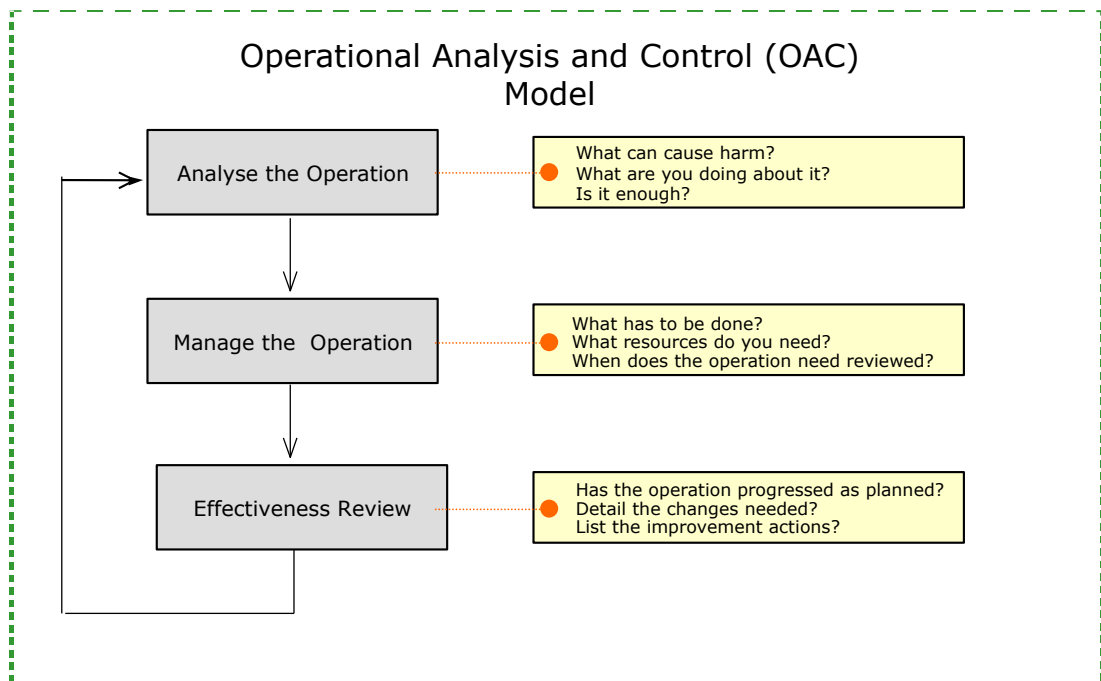 Operational Analysis and Control (OAC)
Model
Analyse the Operation
What can cause harm?
What are you doing about it?
Is it enough?
Manage the  Operation
What has to be done?
What resources do you need?
When does the operation need reviewed?
Effectiveness Review
Has the operation progressed as planned?
Detail the changes needed?
List the improvement actions?